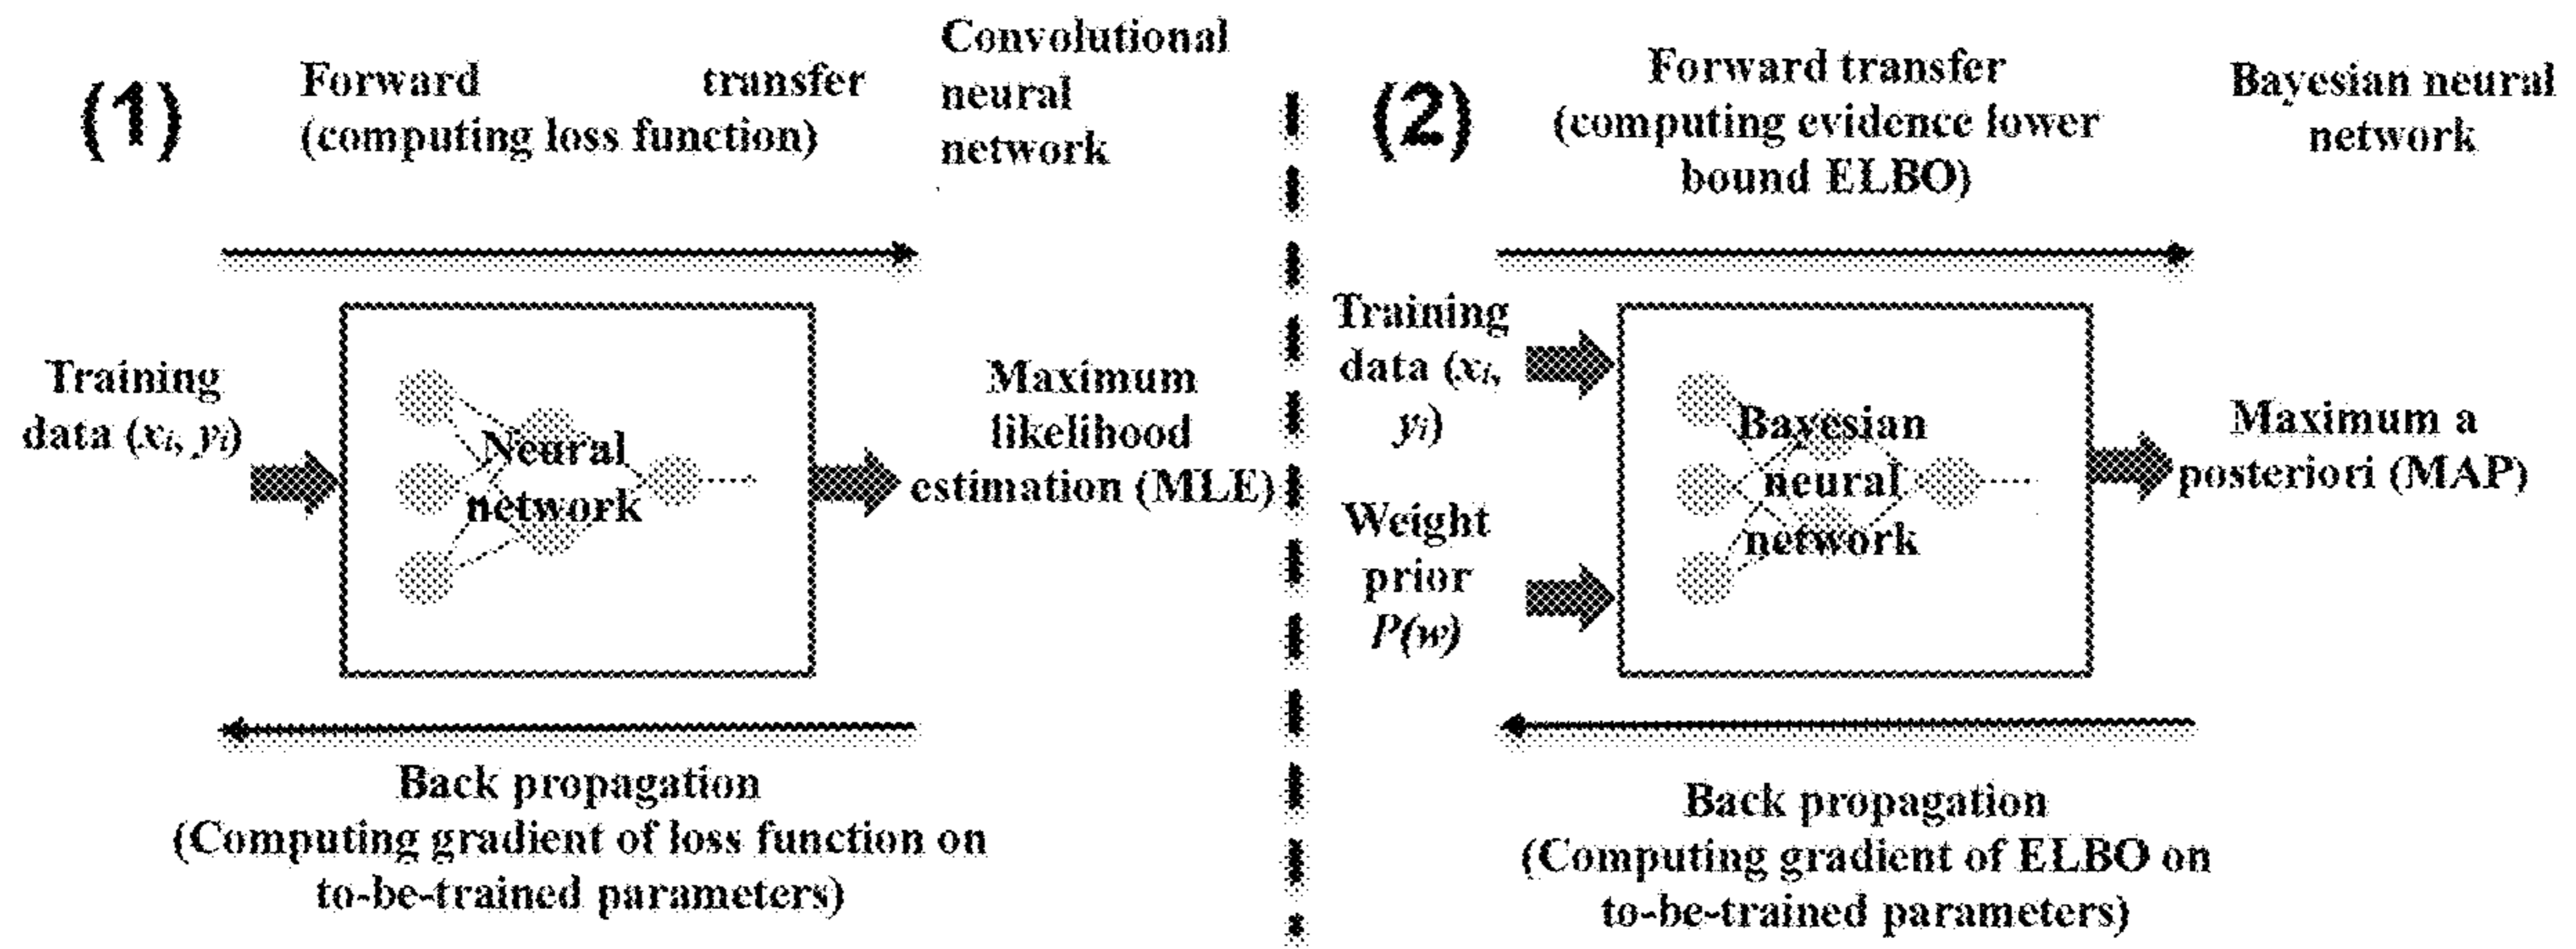 (1)
Forward transfer
(computing loss function)
Convolutional
neural
network
Training
data (xi, yi)
Neural
network
Maximum
likelihood
estimation (MLE)
Back propagation
(Computing gradient of loss function on
to-be-trained parameters)
(2)
Forward transfer
(computing evidence lower
bound ELBO)
Bayesian neural
network
Training
data (xi,
yi)
Weight
prior
P(w)
Bayesian
neural
network
Maximum a
posteriori (MAP)
Back propagation
(Computing gradient of ELBO on
to-be-trained parameters)